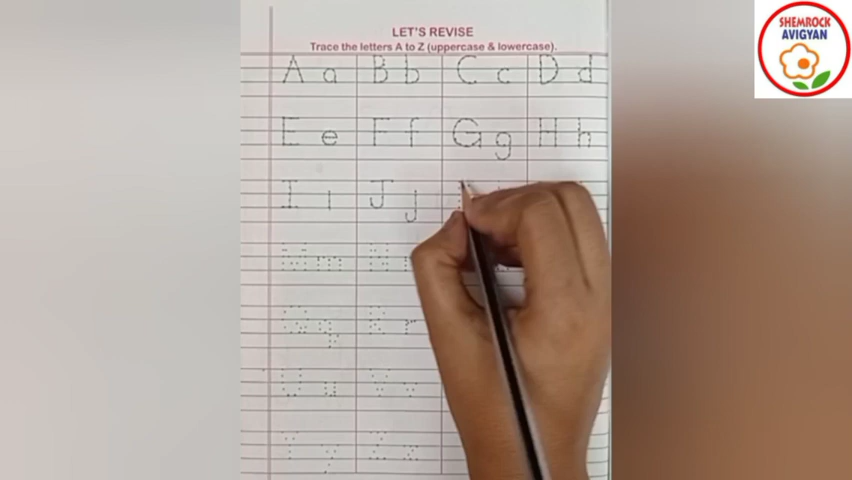 SHEMROCK
AVIGYAN
LET'S REVISE
Trace the letters A to Z (uppercase & lowercase).
A a B b C c D d
E e F f G g H h
I i J j
M m N
Q q R r
U u V v
Y y Z z